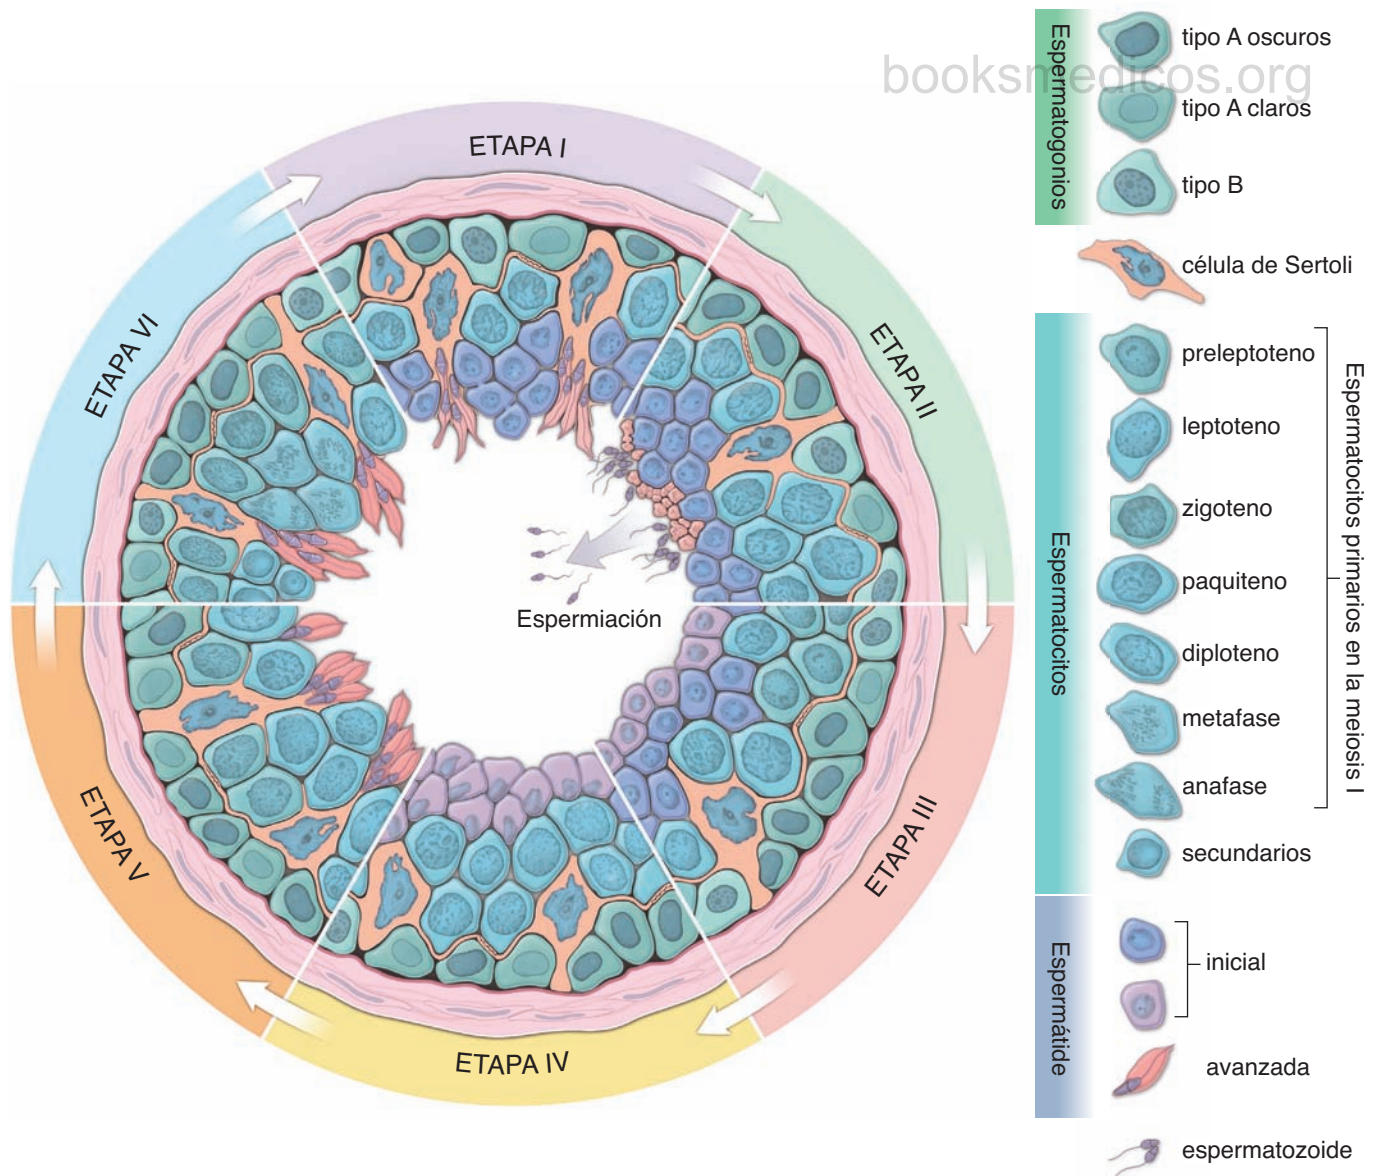 booksmedicos.org
ETAPA I
ETAPA II
ETAPA III
ETAPA IV
ETAPA V
ETAPA VI
Espermiación
Espermatogonios
tipo A oscuros
tipo A claros
tipo B
célula de Sertoli
Espermatocitos
preleptoteno
leptoteno
zigoteno
paquiteno
diploteno
metafase
anafase
Espermatocitos primarios en la meiosis I
secundarios
Espermátide
inicial
avanzada
espermatozoide